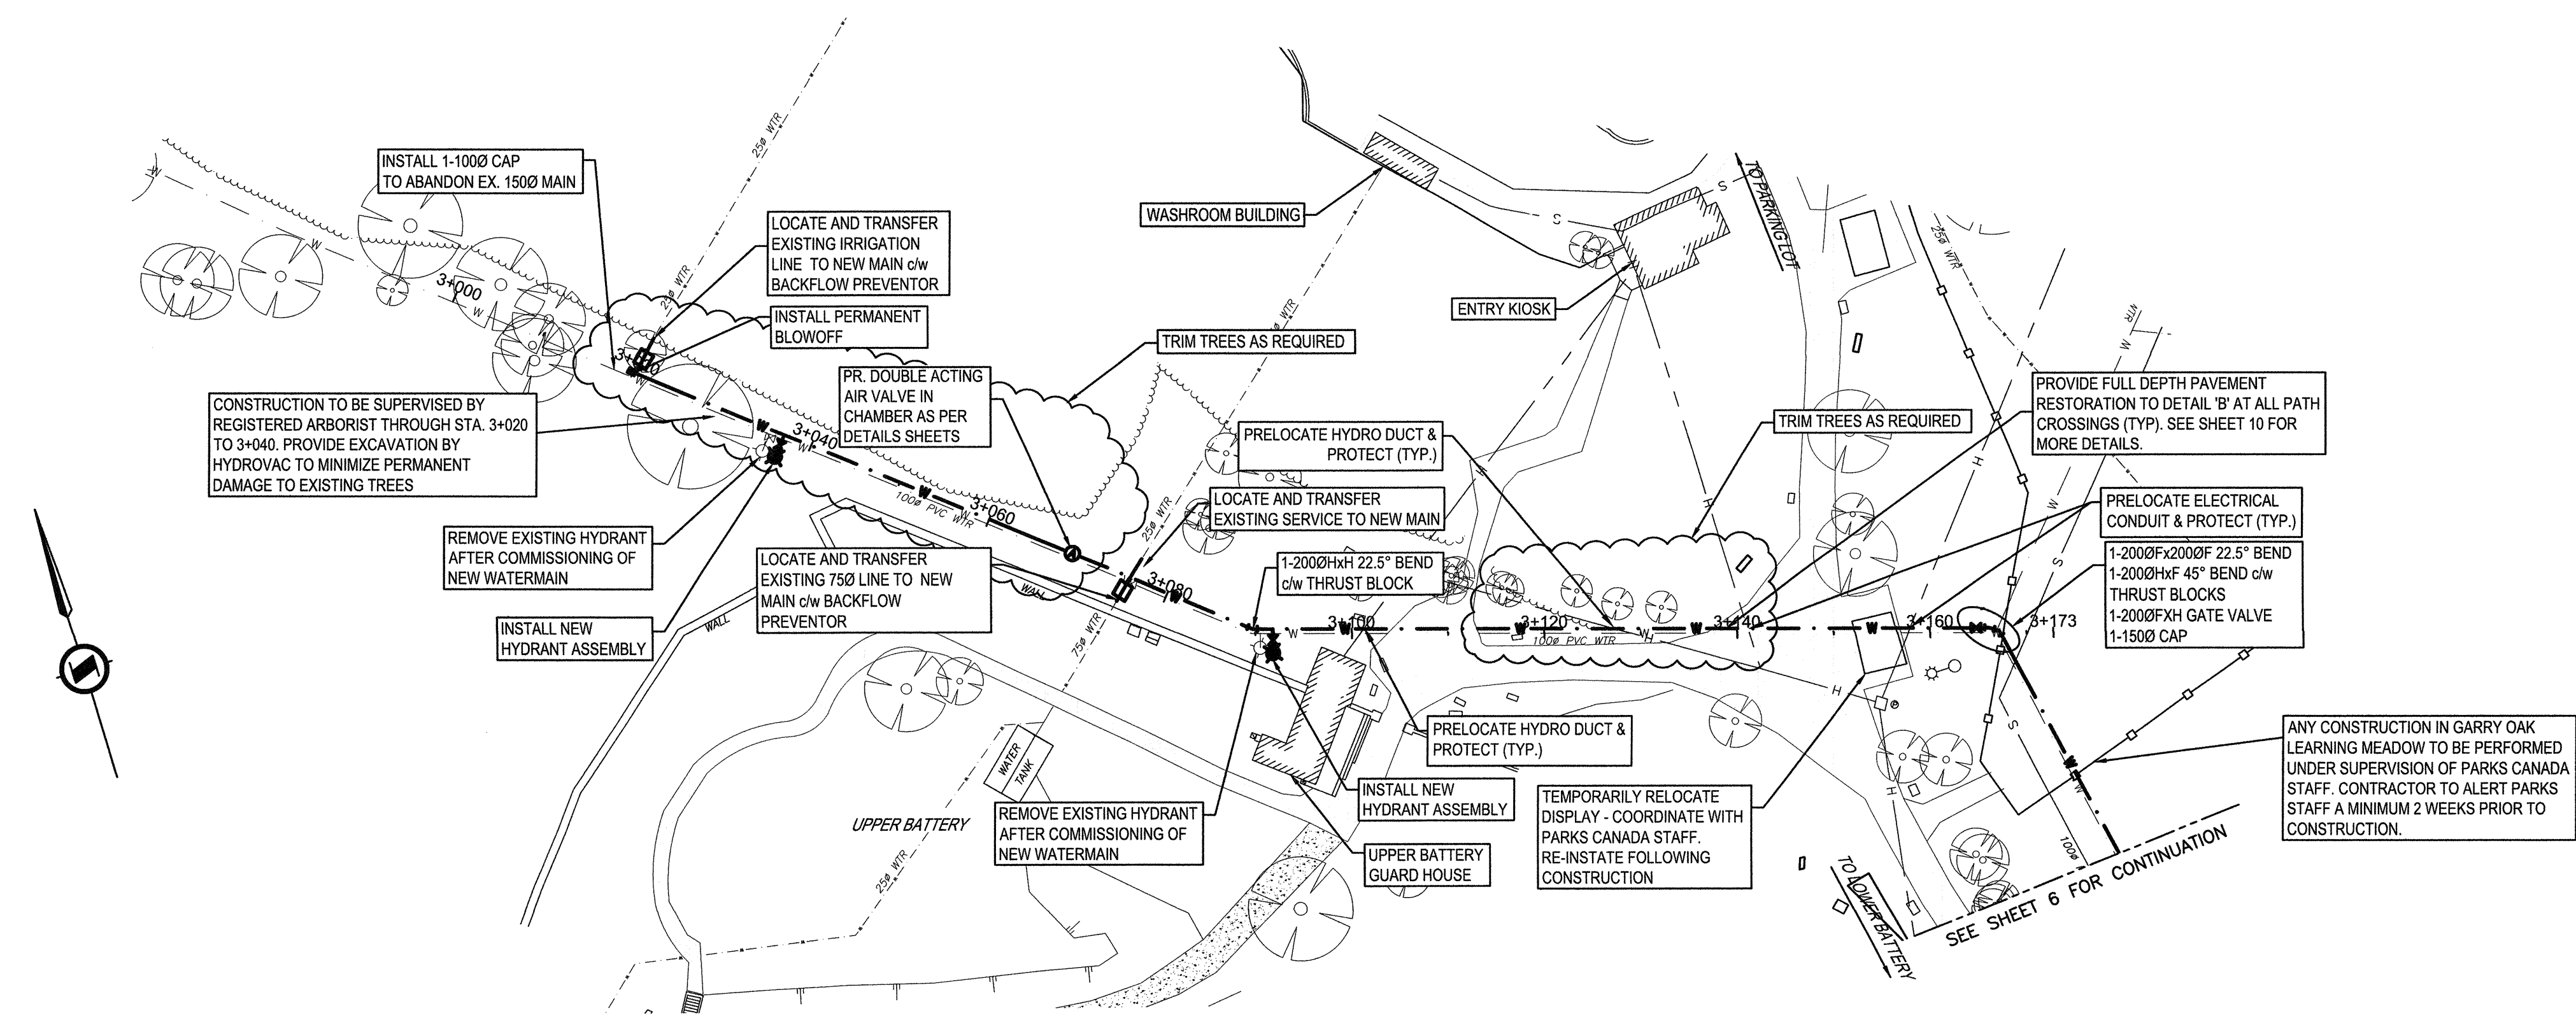 INSTALL 1-100Ø CAP
TO ABANDON EX. 150Ø MAIN
LOCATE AND TRANSFER
EXISTING IRRIGATION
LINE TO NEW MAIN c/w
BACKFLOW PREVENTOR
INSTALL PERMANENT
BLOWOFF
PR. DOUBLE ACTING
AIR VALVE IN
CHAMBER AS PER
DETAILS SHEETS
TRIM TREES AS REQUIRED
WASHROOM BUILDING
ENTRY KIOSK
TO PARKING LOT
CONSTRUCTION TO BE SUPERVISED BY
REGISTERED ARBORIST THROUGH STA. 3+020
TO 3+040. PROVIDE EXCAVATION BY
HYDROVAC TO MINIMIZE PERMANENT
DAMAGE TO EXISTING TREES
REMOVE EXISTING HYDRANT
AFTER COMMISSIONING OF
NEW WATERMAIN
INSTALL NEW
HYDRANT ASSEMBLY
LOCATE AND TRANSFER
EXISTING 75Ø LINE TO NEW
MAIN c/w BACKFLOW
PREVENTOR
PRELOCATE HYDRO DUCT &
PROTECT (TYP.)
LOCATE AND TRANSFER
EXISTING SERVICE TO NEW MAIN
1-200ØHxH 22.5° BEND
c/w THRUST BLOCK
TRIM TREES AS REQUIRED
PROVIDE FULL DEPTH PAVEMENT
RESTORATION TO DETAIL 'B' AT ALL PATH
CROSSINGS (TYP). SEE SHEET 10 FOR
MORE DETAILS.
PRELOCATE ELECTRICAL
CONDUIT & PROTECT (TYP.)
1-200ØFx200ØF 22.5° BEND
1-200ØHxF 45° BEND c/w
THRUST BLOCKS
1-200ØFXH GATE VALVE
1-150Ø CAP
PRELOCATE HYDRO DUCT &
PROTECT (TYP.)
INSTALL NEW
HYDRANT ASSEMBLY
REMOVE EXISTING HYDRANT
AFTER COMMISSIONING OF
NEW WATERMAIN
UPPER BATTERY
GUARD HOUSE
TEMPORARILY RELOCATE
DISPLAY - COORDINATE WITH
PARKS CANADA STAFF.
RE-INSTATE FOLLOWING
CONSTRUCTION
ANY CONSTRUCTION IN GARRY OAK
LEARNING MEADOW TO BE PERFORMED
UNDER SUPERVISION OF PARKS CANADA
STAFF. CONTRACTOR TO ALERT PARKS
STAFF A MINIMUM 2 WEEKS PRIOR TO
CONSTRUCTION.
3+000
3+040
3+060
3+080
3+100
3+120
3+140
3+160
3+173
25Ø WTR
25Ø WTR
25Ø WTR
25Ø WTR
25Ø WTR
75Ø WTR
WTR
100Ø PVC WTR
100Ø PVC WTR
100Ø
WALL
WALL
WATER
TANK
UPPER BATTERY
TO LOWER BATTERY
SEE SHEET 6 FOR CONTINUATION